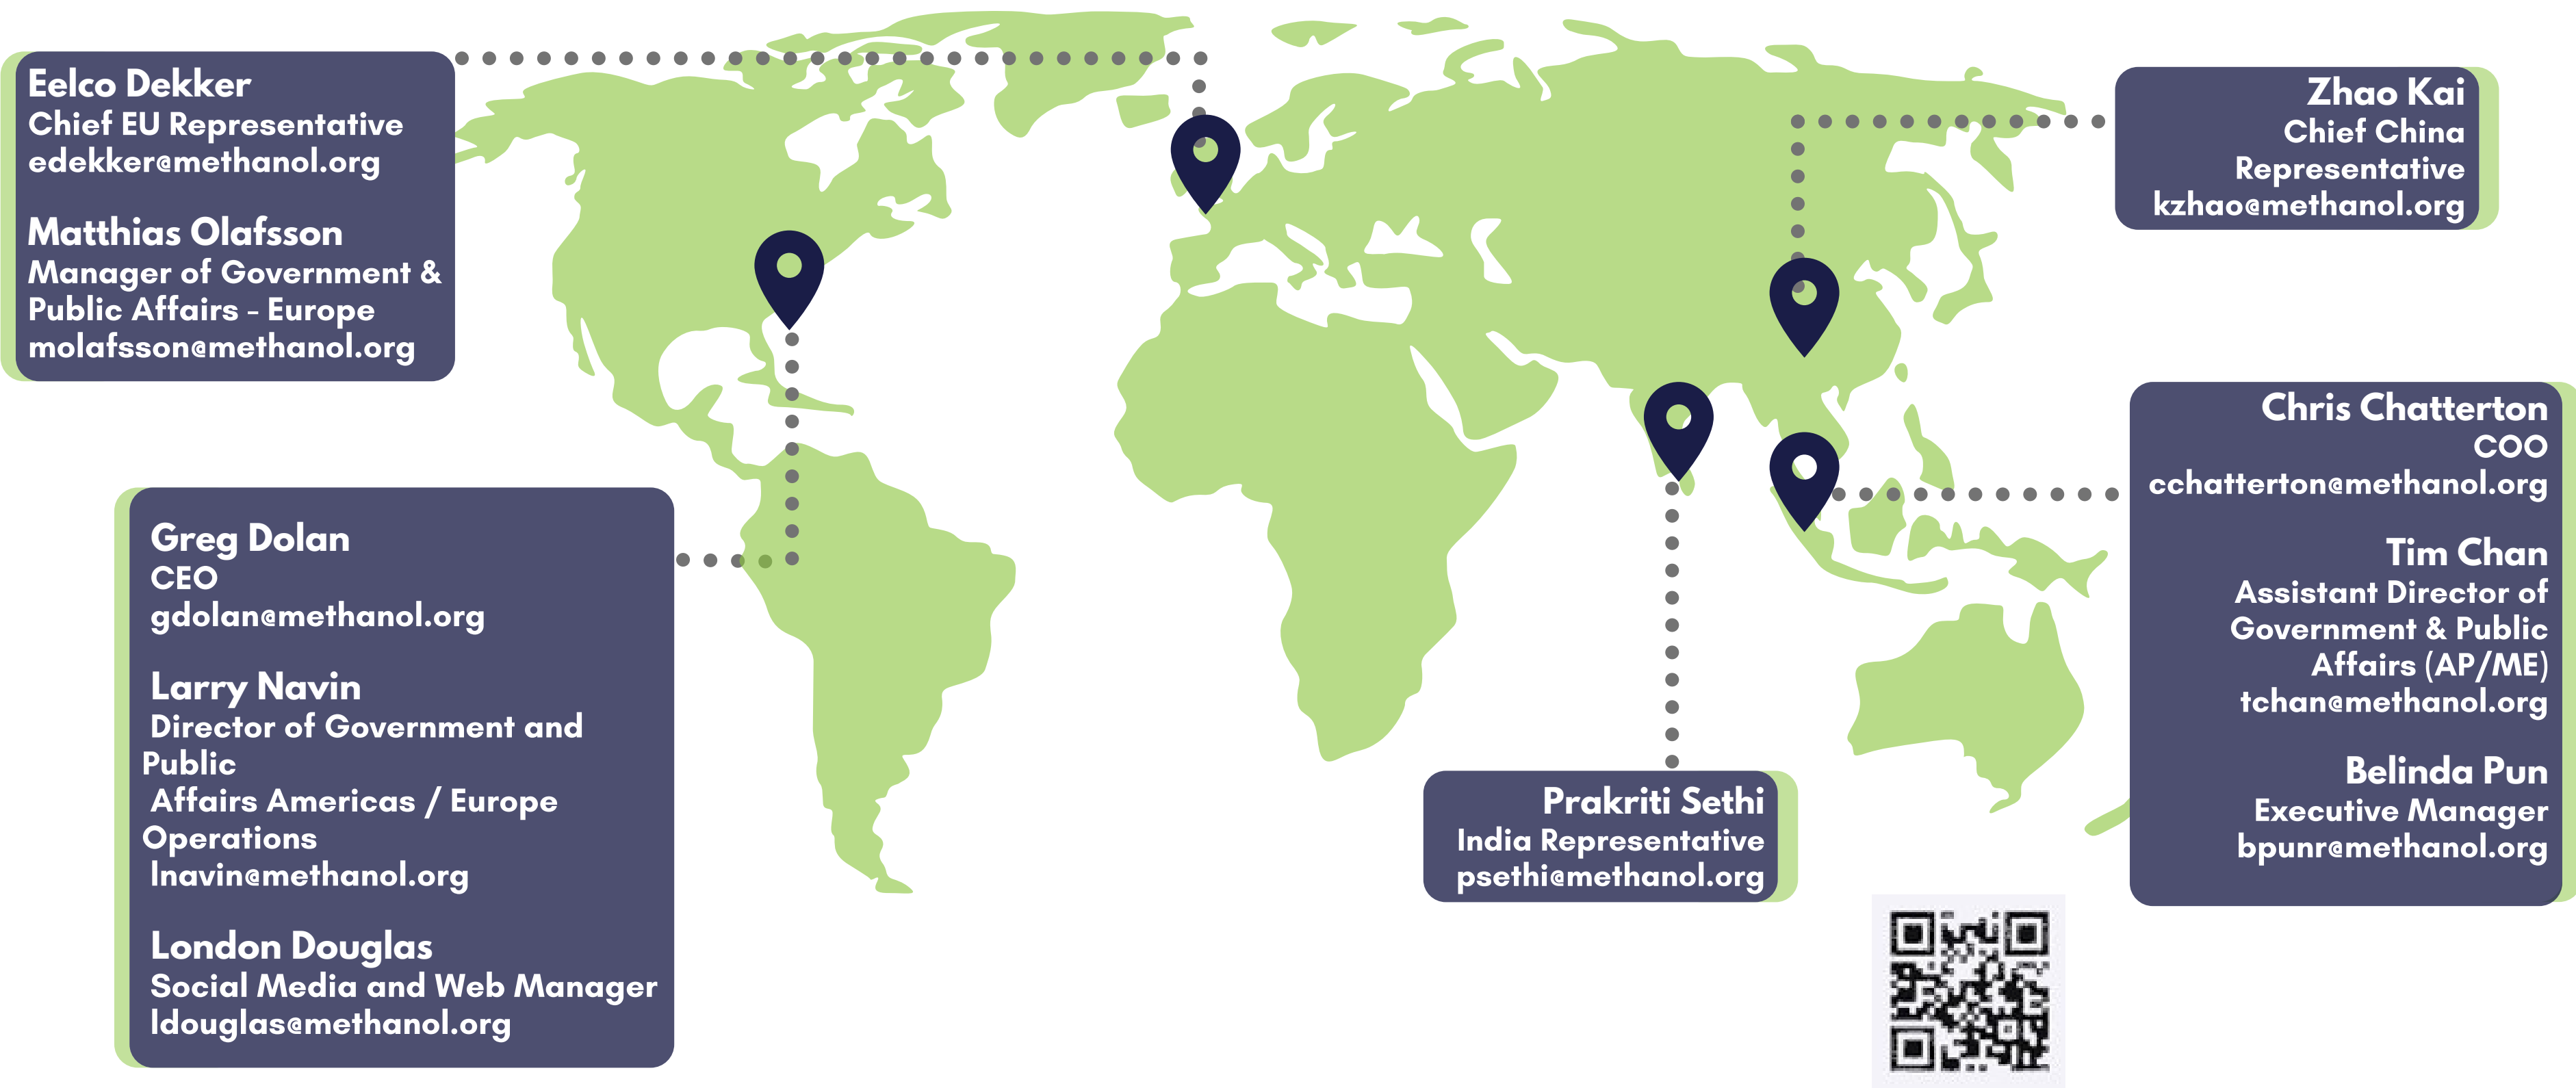 Eelco Dekker
Chief EU Representative
edekker@methanol.org
Matthias Olafsson
Manager of Government &
Public Affairs - Europe
molafsson@methanol.org
Greg Dolan
CEO
gdolan@methanol.org
Larry Navin
Director of Government and
Public
Affairs Americas / Europe
Operations
lnavin@methanol.org
London Douglas
Social Media and Web Manager
ldouglas@methanol.org
Prakriti Sethi
India Representative
psethi@methanol.org
Zhao Kai
Chief China
Representative
kzhao@methanol.org
Chris Chatterton
COO
cchatterton@methanol.org
Tim Chan
Assistant Director of
Government & Public
Affairs (AP/ME)
tchan@methanol.org
Belinda Pun
Executive Manager
bpunr@methanol.org